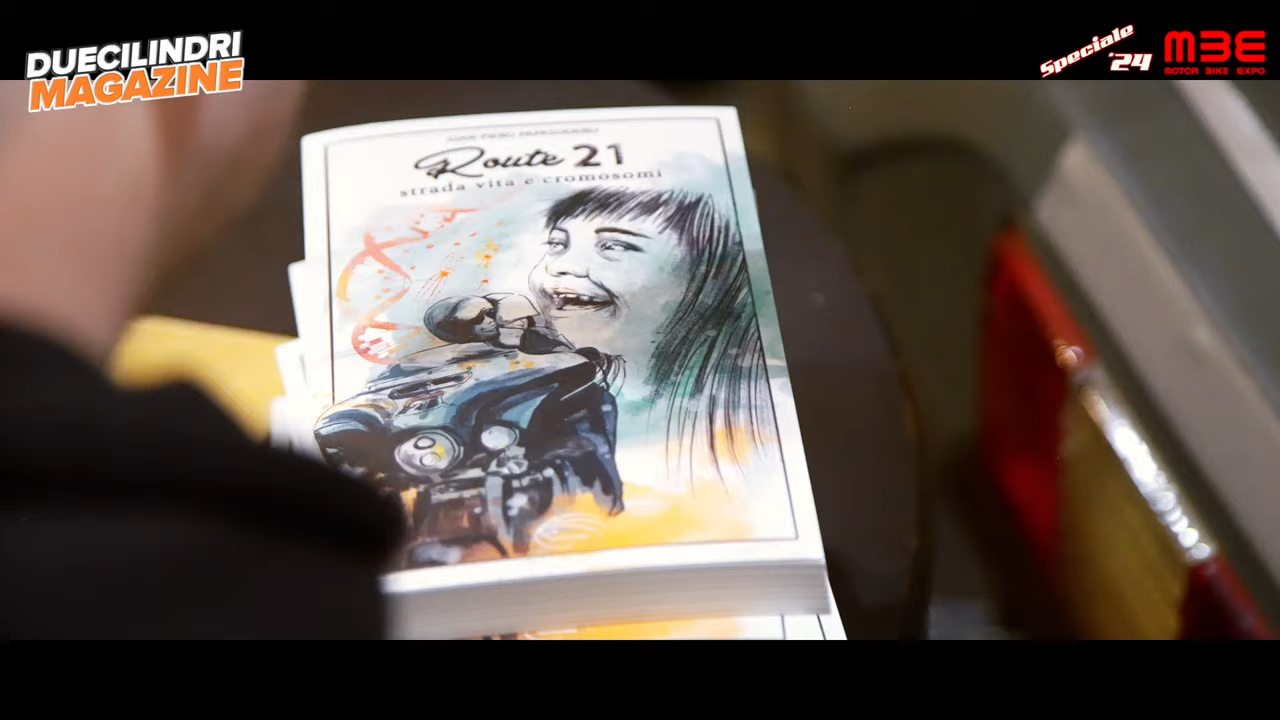 DUECILINDRI
MAGAZINE
Speciale
'24
MBE
MOTOR BIKE EXPO
Route 21
strada vita e cromosomi